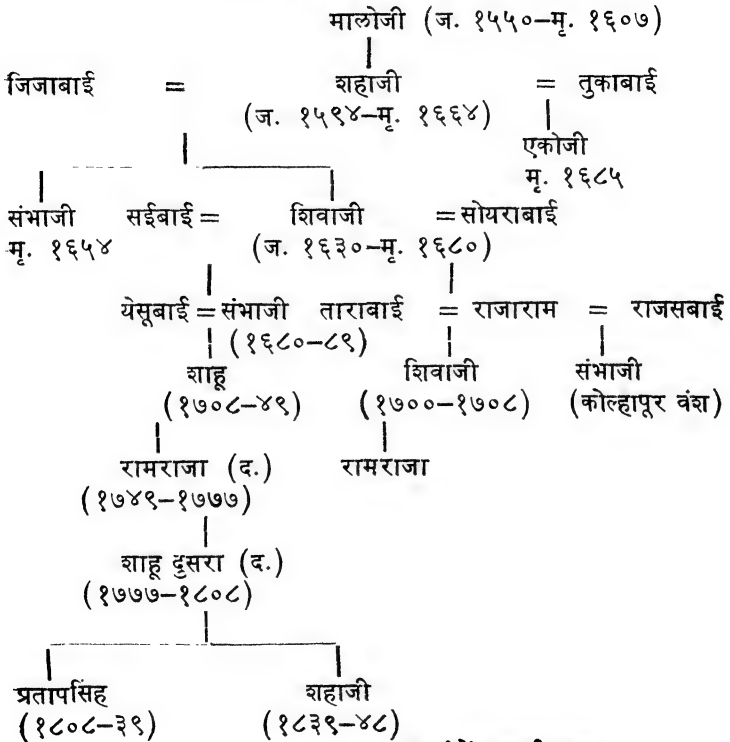 मालोजी (ज. १५५०–मृ. १६०७)
जिजाबाई = शहाजी = तुकाबाई
(ज. १५९४–मृ. १६६४)
एकोजी
मृ. १६८५
संभाजी सईबाई = शिवाजी = सोयराबाई
मृ. १६५४ (ज. १६३०–मृ. १६८०)
येसूबाई = संभाजी ताराबाई = राजाराम = राजसबाई
(१६८०–८९)
शाहू शिवाजी संभाजी
(१७०८–४९) (१७००–१७०८) (कोल्हापूर वंश)
रामराजा (द.) रामराजा
(१७४९–१७७७)
शाहू दुसरा (द.)
(१७७७–१८०८)
प्रतापसिंह शहाजी
(१८०८–३९) (१८३९–४८)